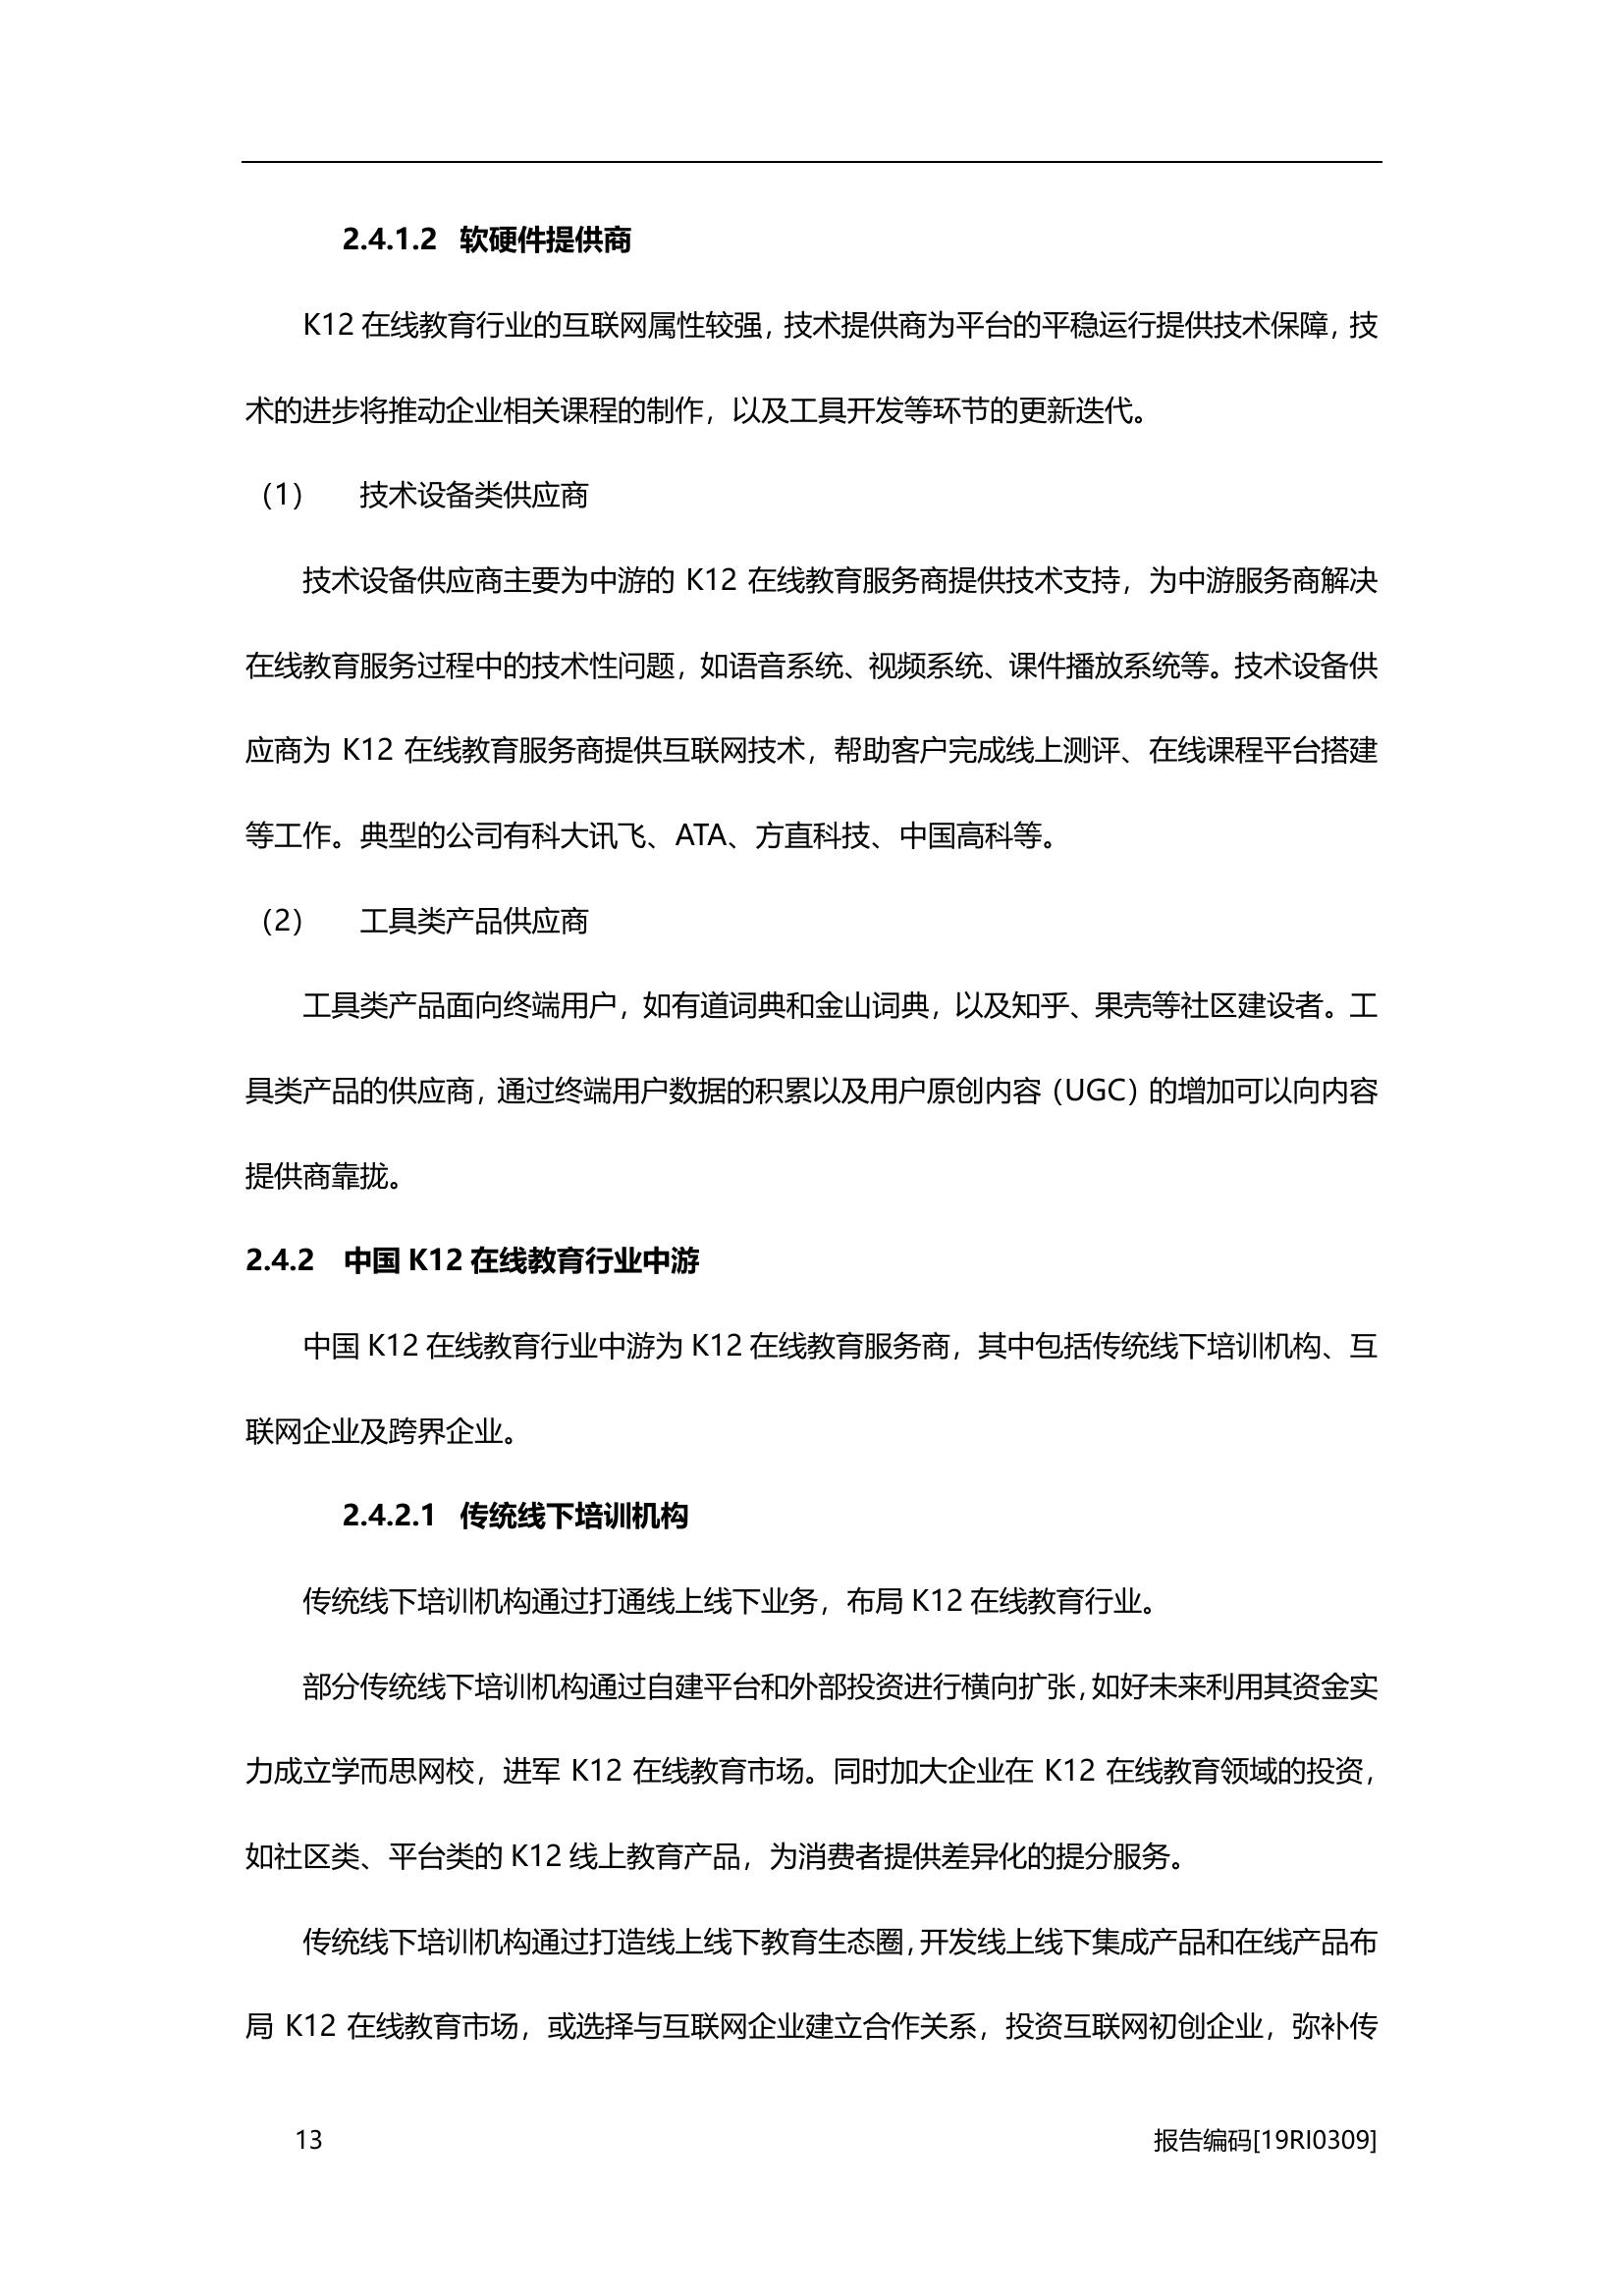 2.4.1.2 软硬件提供商
K12 在线教育行业的互联网属性较强，技术提供商为平台的平稳运行提供技术保障，技
术的进步将推动企业相关课程的制作，以及工具开发等环节的更新迭代。
（1） 技术设备类供应商
技术设备供应商主要为中游的 K12 在线教育服务商提供技术支持，为中游服务商解决
在线教育服务过程中的技术性问题，如语音系统、视频系统、课件播放系统等。技术设备供
应商为 K12 在线教育服务商提供互联网技术，帮助客户完成线上测评、在线课程平台搭建
等工作。典型的公司有科大讯飞、ATA、方直科技、中国高科等。
（2） 工具类产品供应商
工具类产品面向终端用户，如有道词典和金山词典，以及知乎、果壳等社区建设者。工
具类产品的供应商，通过终端用户数据的积累以及用户原创内容（UGC）的增加可以向内容
提供商靠拢。
2.4.2 中国 K12 在线教育行业中游
中国 K12 在线教育行业中游为 K12 在线教育服务商，其中包括传统线下培训机构、互
联网企业及跨界企业。
2.4.2.1 传统线下培训机构
传统线下培训机构通过打通线上线下业务，布局 K12 在线教育行业。
部分传统线下培训机构通过自建平台和外部投资进行横向扩张，如好未来利用其资金实
力成立学而思网校，进军 K12 在线教育市场。同时加大企业在 K12 在线教育领域的投资，
如社区类、平台类的 K12 线上教育产品，为消费者提供差异化的提分服务。
传统线下培训机构通过打造线上线下教育生态圈，开发线上线下集成产品和在线产品布
局 K12 在线教育市场，或选择与互联网企业建立合作关系，投资互联网初创企业，弥补传
13 报告编码[19RI0309]